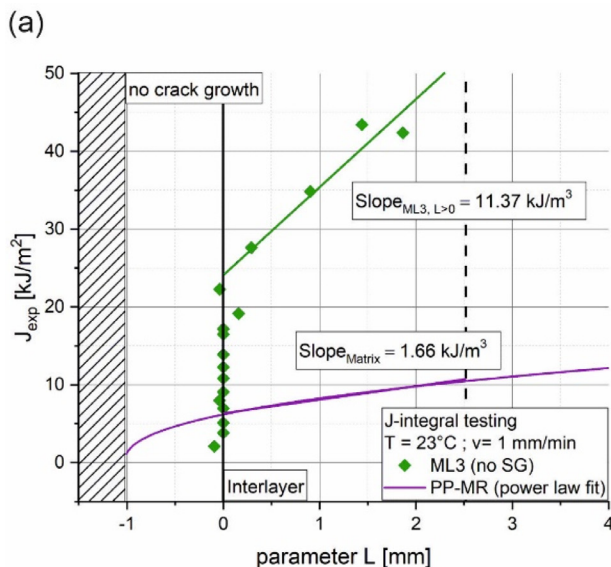 (a)
50
40
30
20
10
0
J_exp [kJ/m²]
no crack growth
Slope_ML3, L>0 = 11.37 kJ/m³
Slope_Matrix = 1.66 kJ/m³
J-integral testing
T = 23°C ; v= 1 mm/min
ML3 (no SG)
PP-MR (power law fit)
Interlayer
-1 0 1 2 3 4
parameter L [mm]